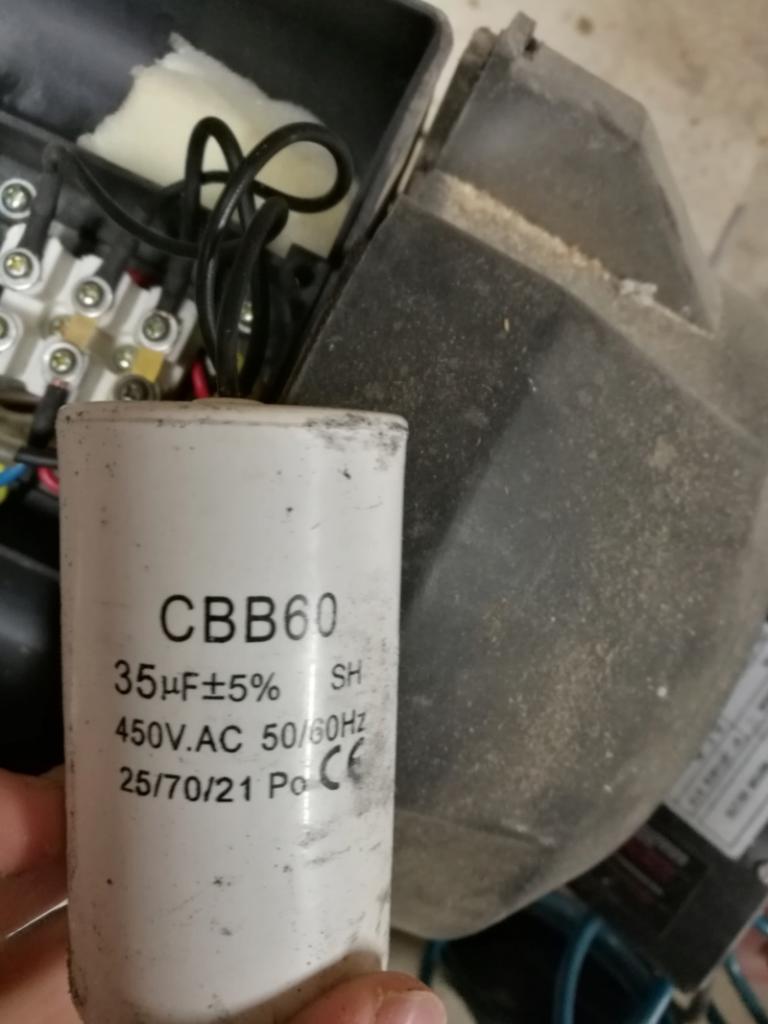 CBB60
35μF±5% SH
450V.AC 50/60Hz
25/70/21 Po CE